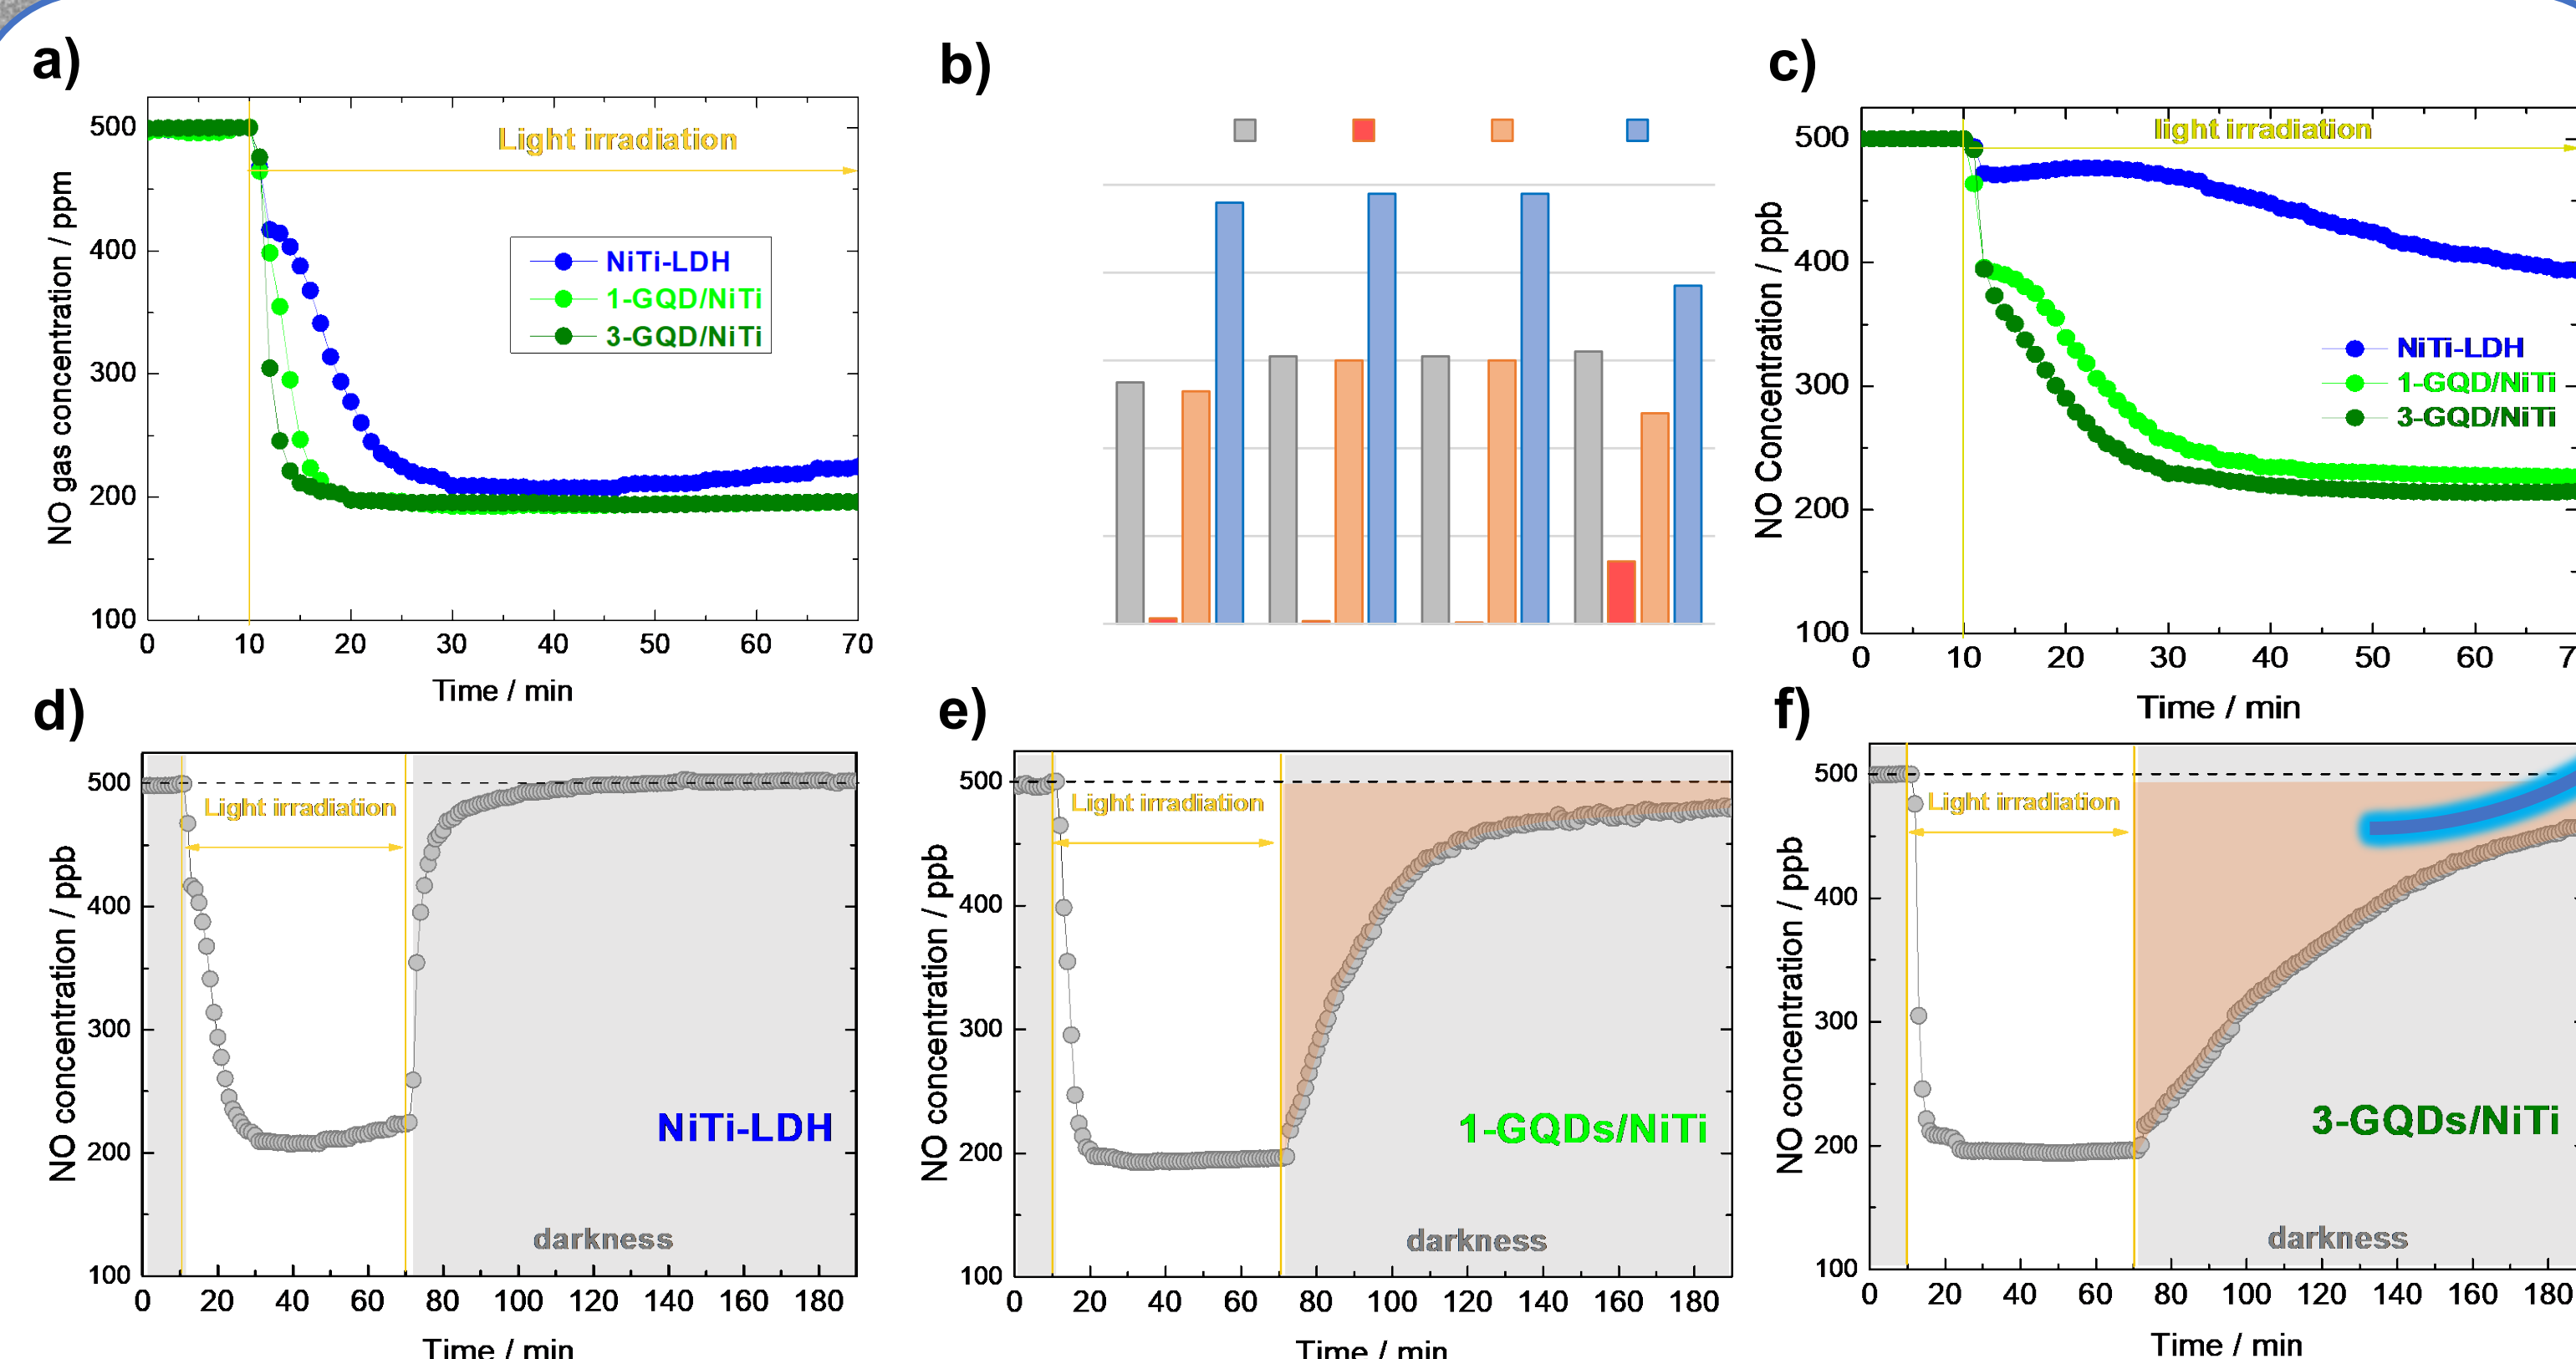 a)
500
400
300
200
100
0 10 20 30 40 50 60 70
NO gas concentration / ppm
Time / min
Light irradiation
NiTi-LDH
1-GQD/NiTi
3-GQD/NiTi
b)
c)
500
400
300
200
100
0 10 20 30 40 50 60 7
NO Concentration / ppb
Time / min
light irradiation
NiTi-LDH
1-GQD/NiTi
3-GQD/NiTi
d)
500
400
300
200
100
0 20 40 60 80 100 120 140 160 180
NO concentration / ppb
Time / min
Light irradiation
NiTi-LDH
darkness
e)
500
400
300
200
100
0 20 40 60 80 100 120 140 160 180
NO concentration / ppb
Time / min
Light irradiation
1-GQDs/NiTi
darkness
f)
500
400
300
200
100
0 20 40 60 80 100 120 140 160 180
NO concentration / ppb
Time / min
Light irradiation
3-GQDs/NiTi
darkness